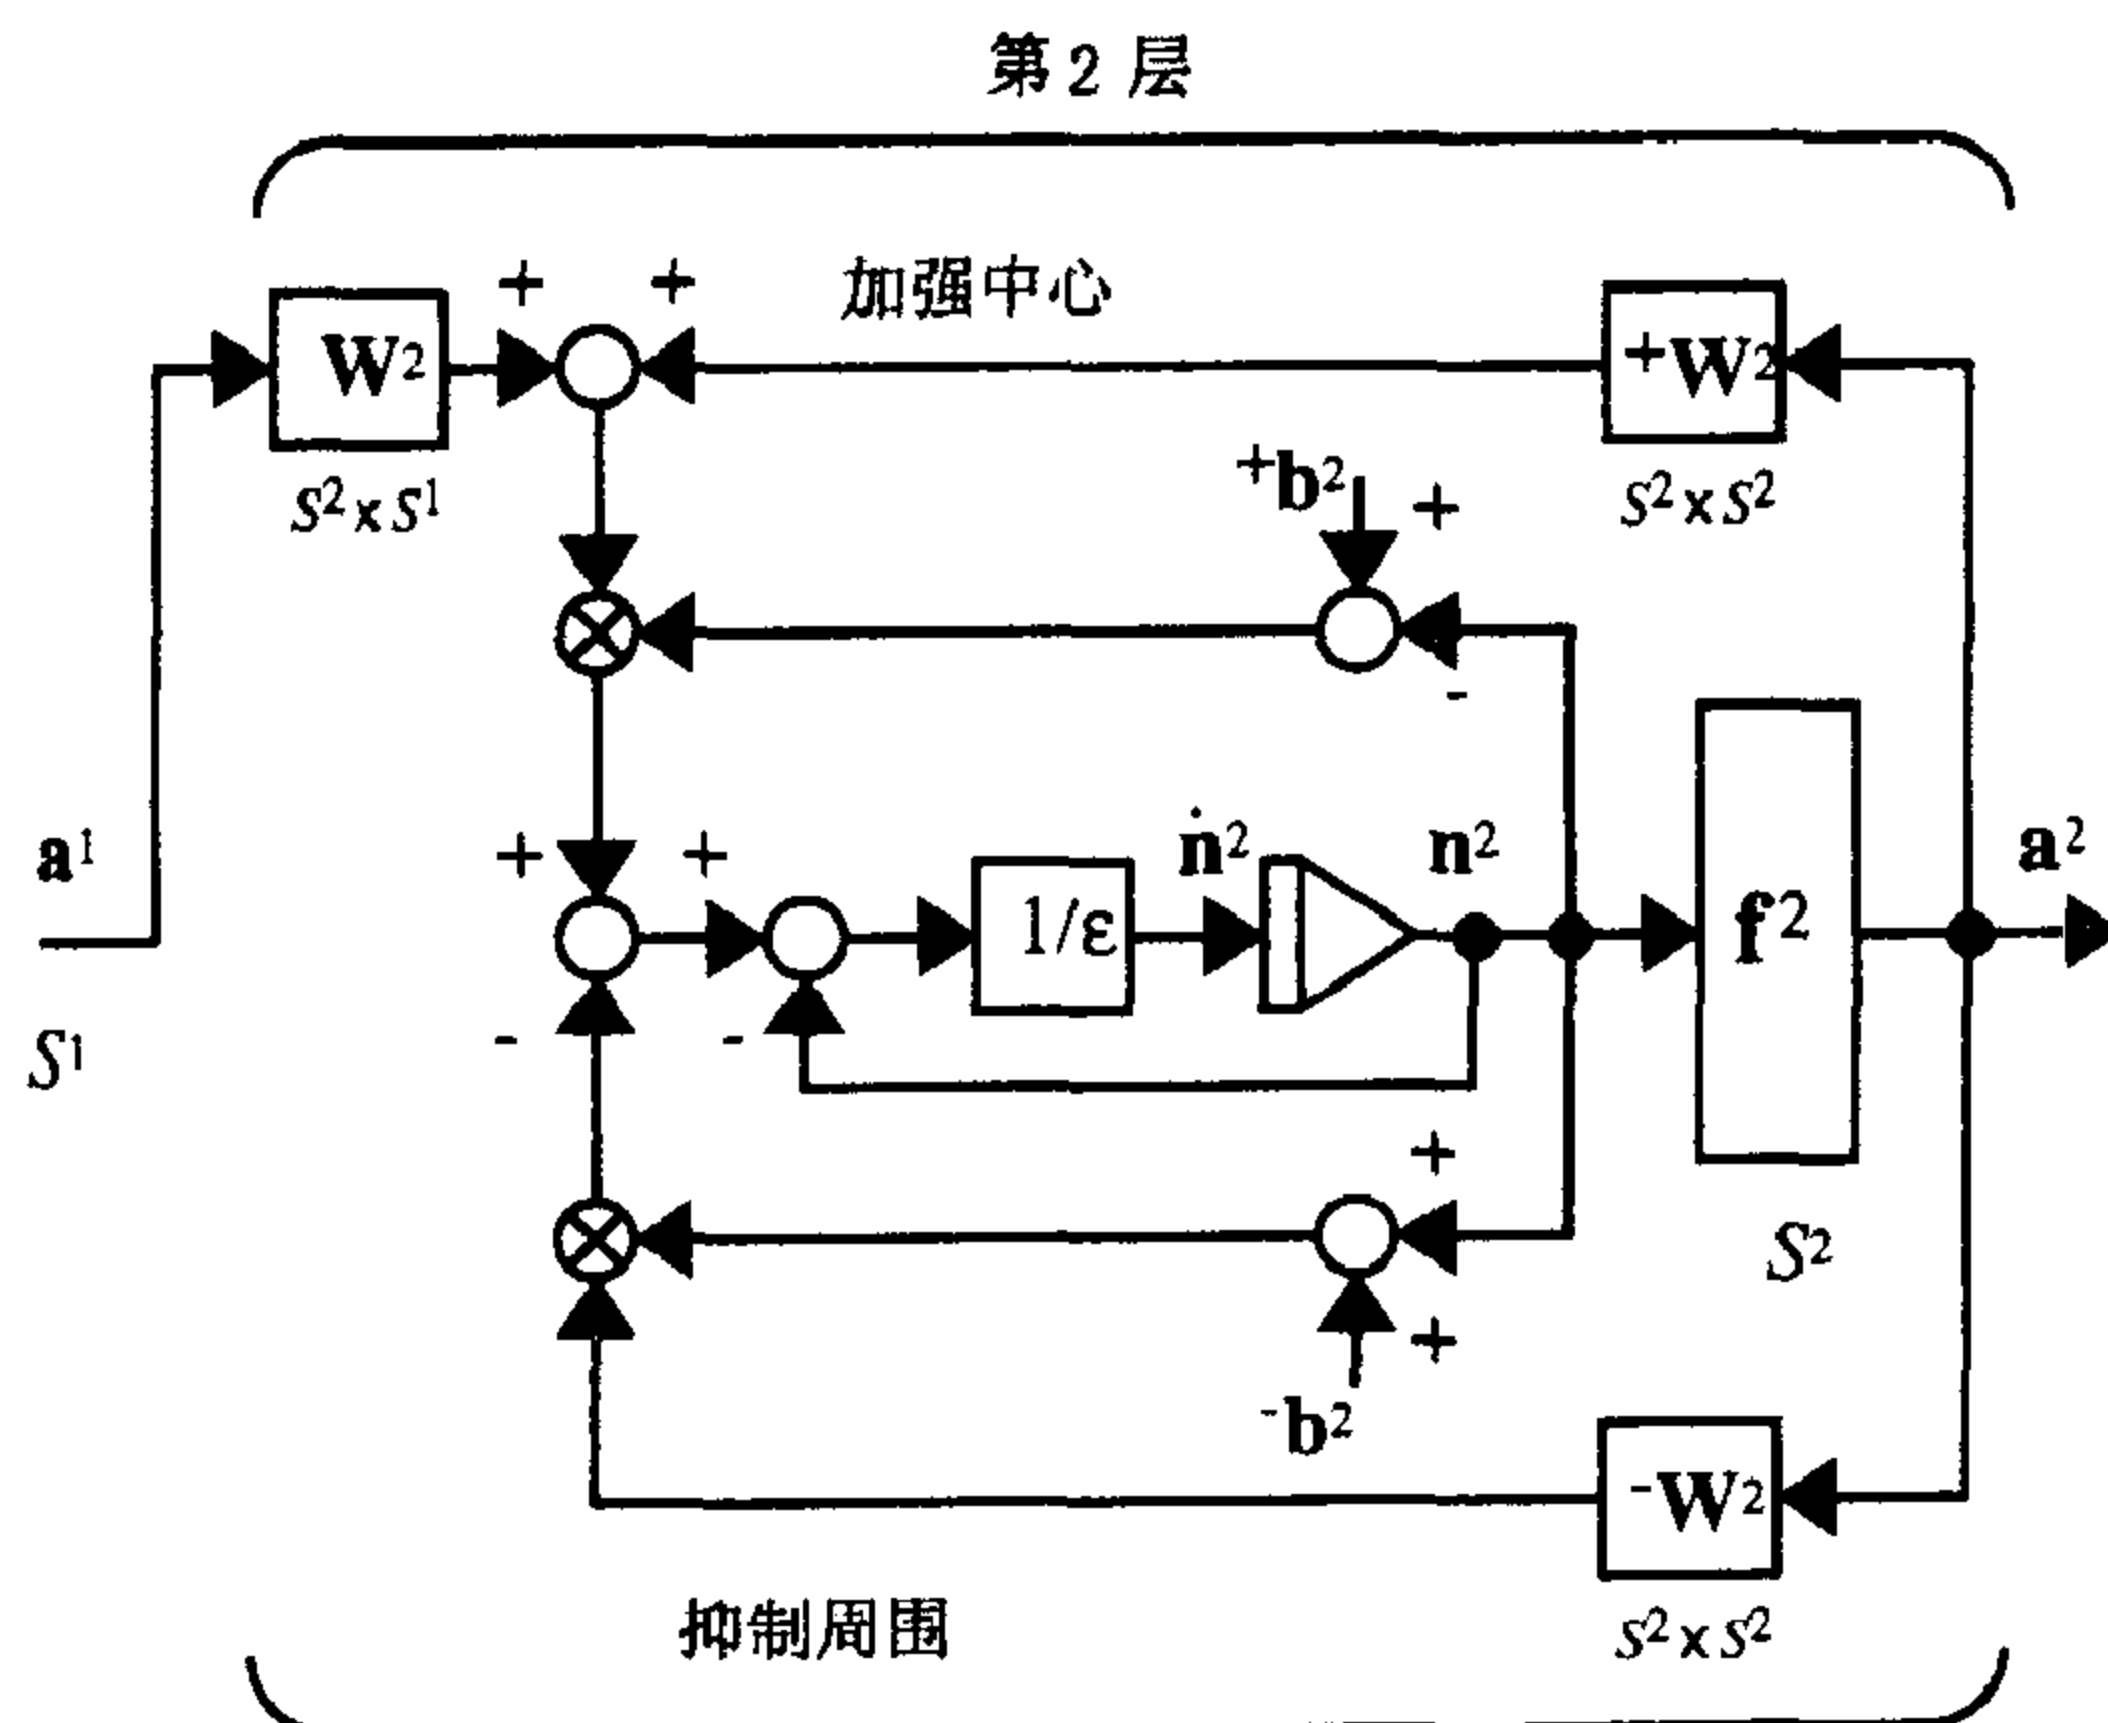 第2层
+ + 加强中心
W² +W²
+b² +
S²×S¹ S²×S²
-
a¹ + + 1/ε ṅ² n² f² a²
S¹ - -
+
S²
+
-b²
-W²
抑制周围 S²×S²